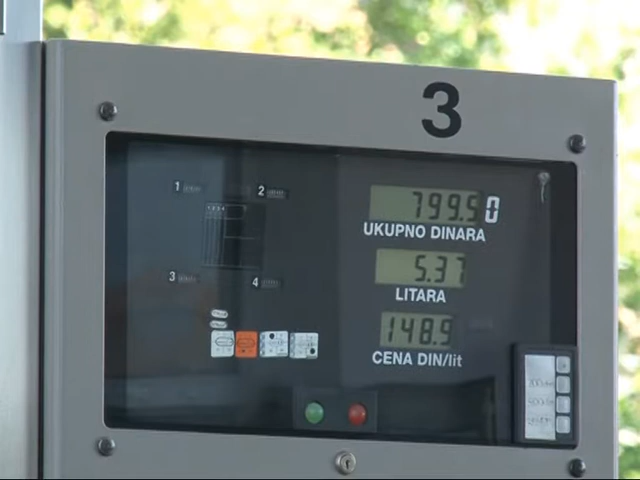 3
1 2
799.50
UKUPNO DINARA
5.37
LITARA
3 4
148.9
CENA DIN/lit